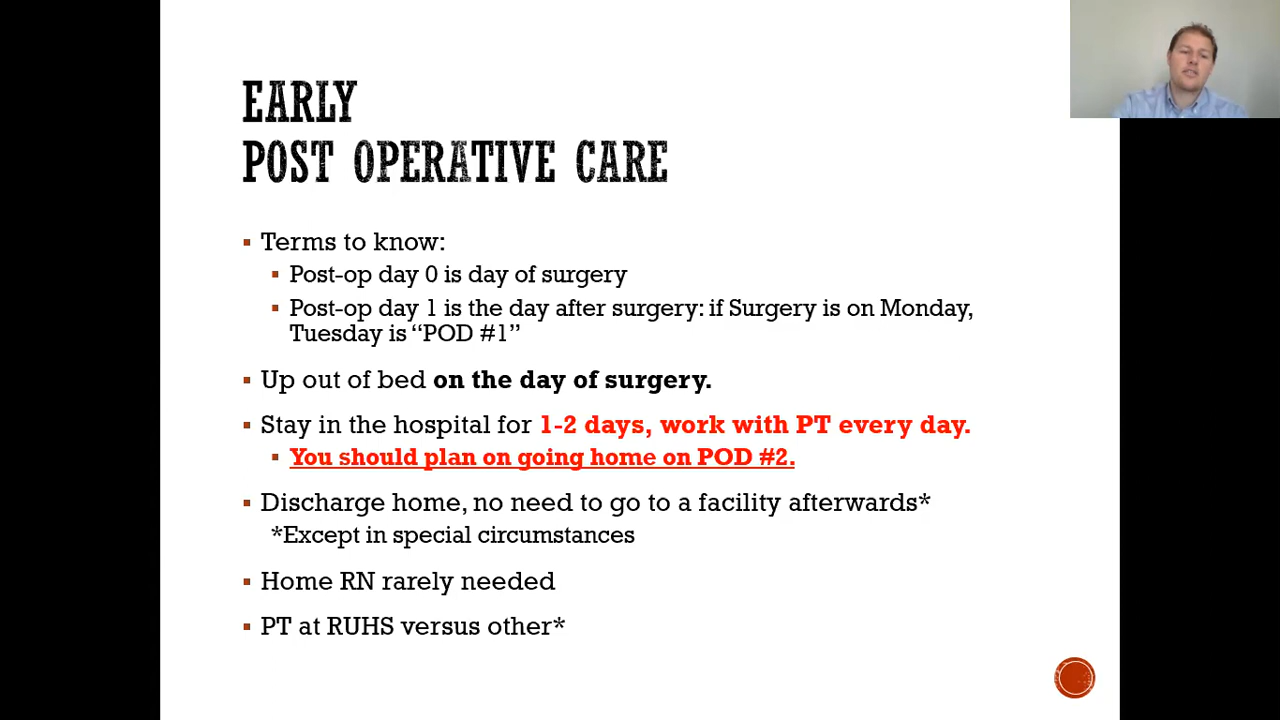 EARLY
POST OPERATIVE CARE
▪ Terms to know:
▪ Post-op day 0 is day of surgery
▪ Post-op day 1 is the day after surgery: if Surgery is on Monday,
Tuesday is “POD #1”
▪ Up out of bed on the day of surgery.
▪ Stay in the hospital for 1-2 days, work with PT every day.
▪ You should plan on going home on POD #2.
▪ Discharge home, no need to go to a facility afterwards*
*Except in special circumstances
▪ Home RN rarely needed
▪ PT at RUHS versus other*